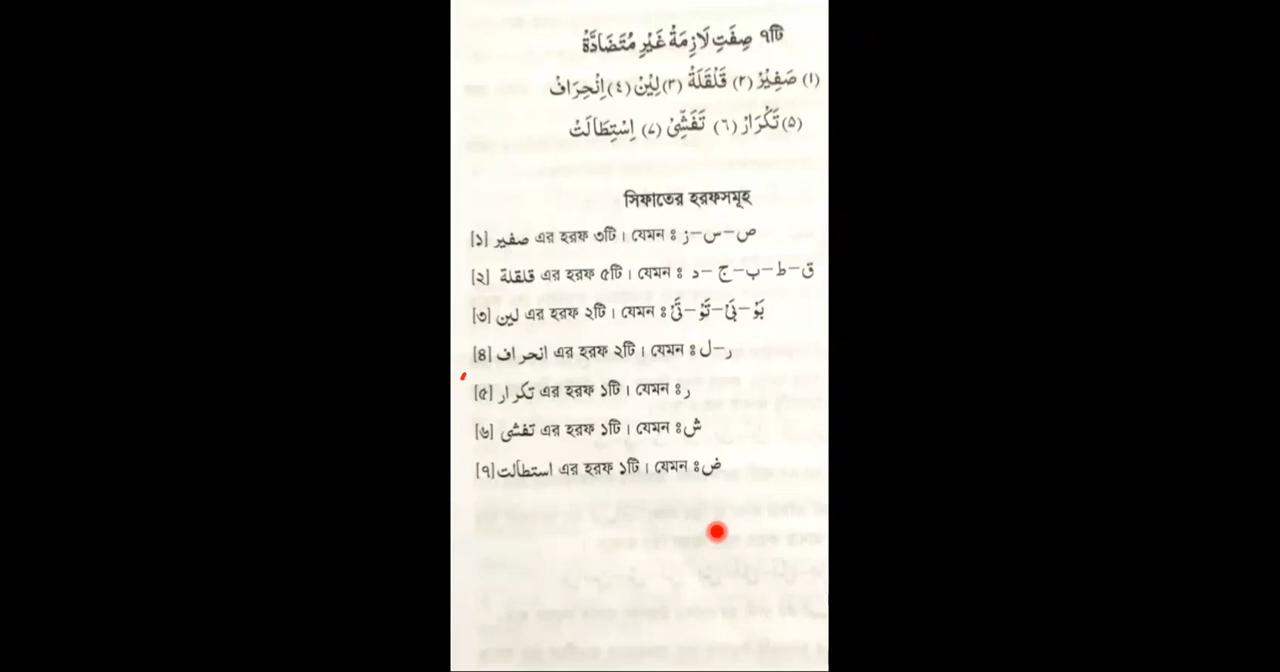 صِفَتِ لَازِمَةْ غَيْرِ مُتَضَادَّةْ ৭টি
(١) صَفِيْرْ (٢) قَلْقَلَةْ (٣) لِيْنْ (٤) اِنْحِرَافْ
(٥) تَكْرَارْ (٦) تَفَشِّىْ (٧) اِسْتِطَالَتْ
সিফাতের হরফসমূহ
[১] صفير এর হরফ ৩টি। যেমন ঃ ص–س–ز
[২] قلقلة এর হরফ ৫টি। যেমন ঃ ق–ط–ب–ج–د
[৩] لين এর হরফ ২টি। যেমন ঃ بَوْ–بَىْ–تَوْ–تَىْ
[৪] انحراف এর হরফ ২টি। যেমন ঃ ر–ل
[৫] تكرار এর হরফ ১টি। যেমন ঃ ر
[৬] تفشى এর হরফ ১টি। যেমন ঃ ش
[৭] استطالت এর হরফ ১টি। যেমন ঃ ض